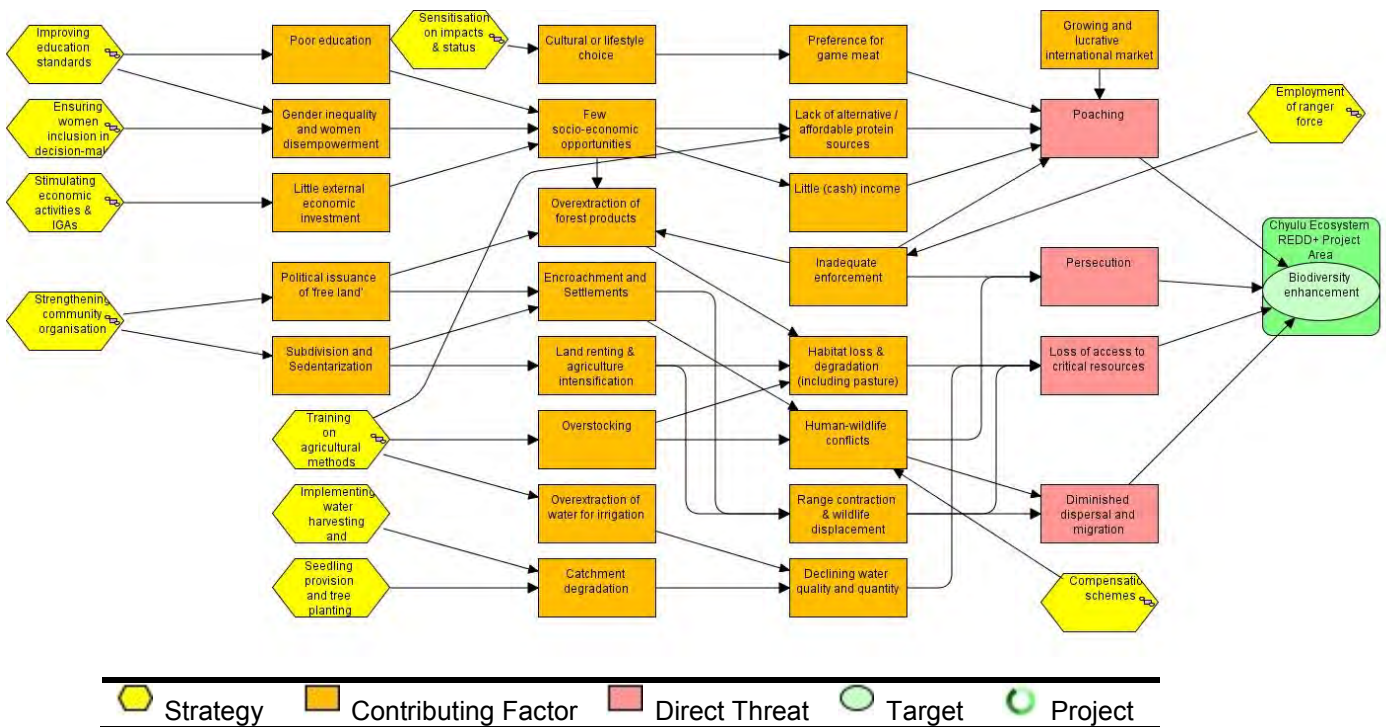 Improving
education
standards
Poor education
Sensitisation
on impacts
& status
Cultural or lifestyle
choice
Preference for
game meat
Growing and
lucrative
international market
Ensuring
women
inclusion in
decision-mal
Gender inequality
and women
disempowerment
Few
socio-economic
opportunities
Lack of alternative /
affordable protein
sources
Poaching
Employment
of ranger
force
Stimulating
economic
activities &
IGAs
Little external
economic
investment
Overextraction of
forest products
Little (cash) income
Chyulu Ecosystem
REDD+ Project
Area
Biodiversity
enhancement
Strengthening
community
organisation
Political issuance
of 'free land'
Encroachment and
Settlements
Inadequate
enforcement
Persecution
Subdivision and
Sedentarization
Land renting &
agriculture
intensification
Habitat loss &
degradation
(including pasture)
Loss of access to
critical resources
Training
on
agricultural
methods
Overstocking
Human-wildlife
conflicts
Implementing
water
harvesting
and
Overextraction of
water for irrigation
Range contraction
& wildlife
displacement
Diminished
dispersal and
migration
Seedling
provision
and tree
planting
Catchment
degradation
Declining water
quality and quantity
Compensatic
schemes
Strategy Contributing Factor Direct Threat Target Project